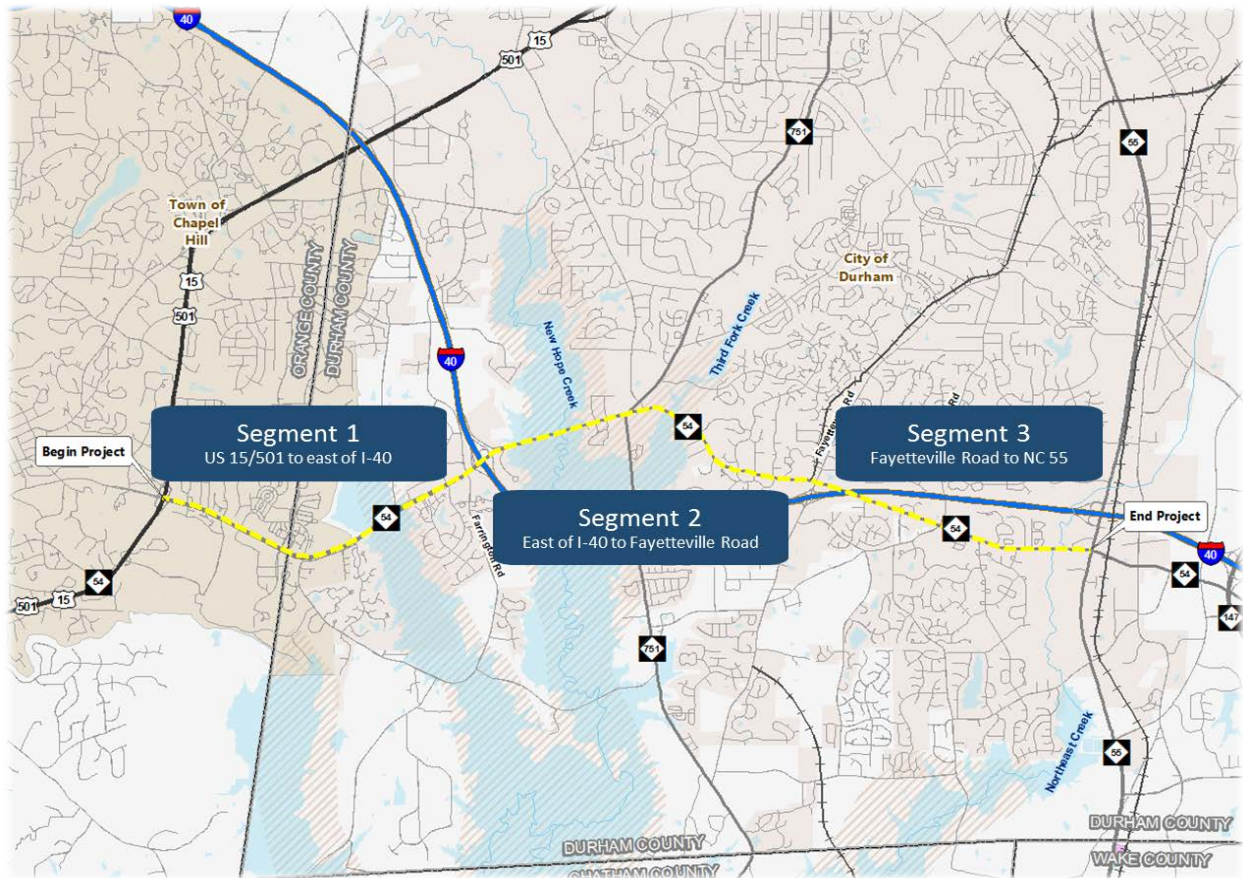 40
15
501
15
501
751
55
Town of
Chapel
Hill
ORANGE COUNTY
DURHAM COUNTY
City of
Durham
New Hope Creek
Third Fork Creek
40
Begin Project
Segment 1
US 15/501 to east of I-40
54
Segment 3
Fayetteville Road to NC 55
Rd
54
Farrington Rd
Segment 2
East of I-40 to Fayetteville Road
54
End Project
40
54
147
54
501
15
751
Northeast Creek
55
DURHAM COUNTY
CHATHAM COUNTY
DURHAM COUNTY
WAKE COUNTY